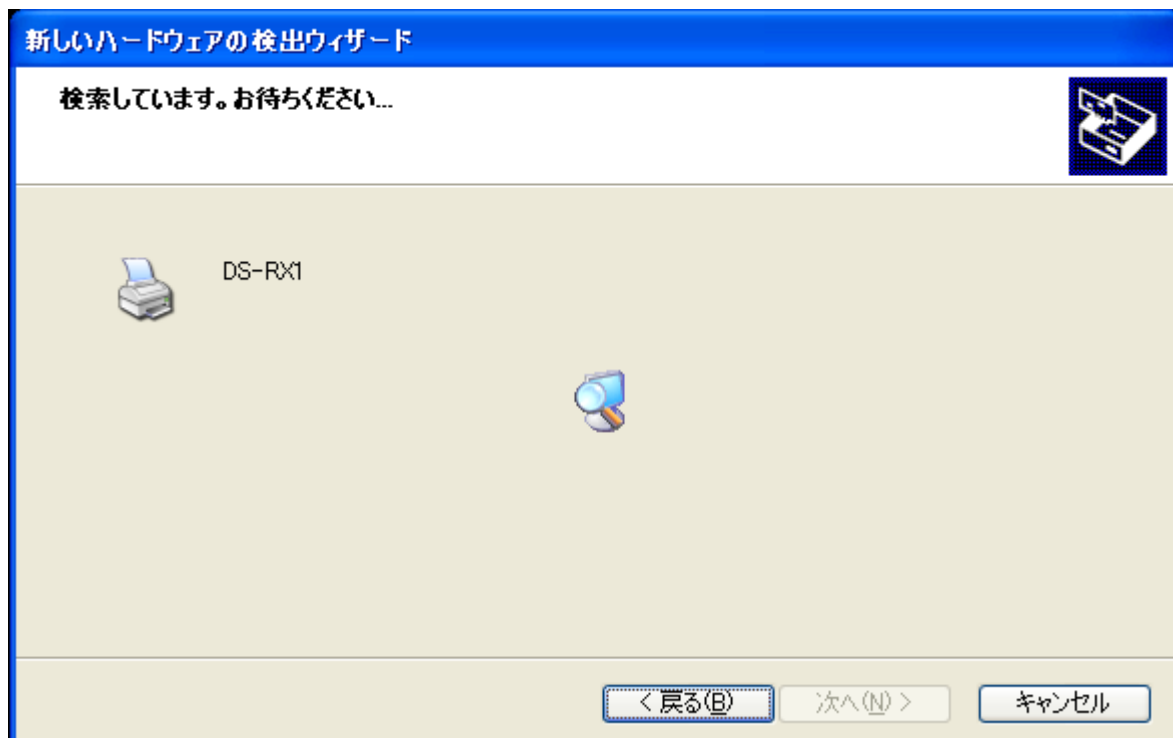 新しいハードウェアの検出ウィザード
検索しています。お待ちください...
DS-RX1
< 戻る(B)
次へ(N) >
キャンセル